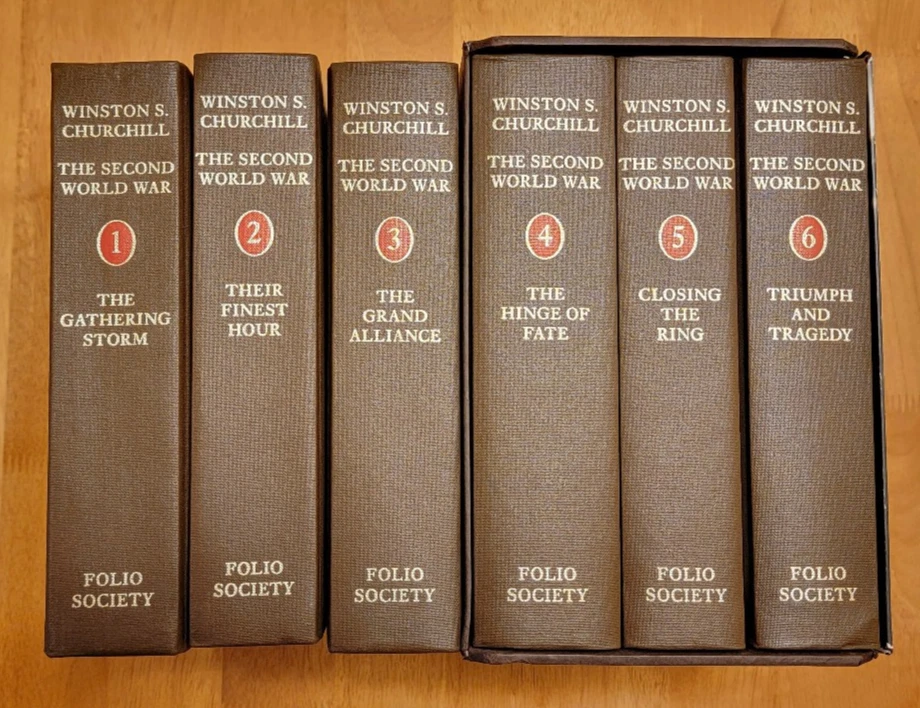 WINSTON S.
CHURCHILL
THE SECOND
WORLD WAR
1
THE
GATHERING
STORM
FOLIO
SOCIETY
WINSTON S.
CHURCHILL
THE SECOND
WORLD WAR
2
THEIR
FINEST
HOUR
FOLIO
SOCIETY
WINSTON S.
CHURCHILL
THE SECOND
WORLD WAR
3
THE
GRAND
ALLIANCE
FOLIO
SOCIETY
WINSTON S.
CHURCHILL
THE SECOND
WORLD WAR
4
THE
HINGE OF
FATE
FOLIO
SOCIETY
WINSTON S.
CHURCHILL
THE SECOND
WORLD WAR
5
CLOSING
THE
RING
FOLIO
SOCIETY
WINSTON S.
CHURCHILL
THE SECOND
WORLD WAR
6
TRIUMPH
AND
TRAGEDY
FOLIO
SOCIETY